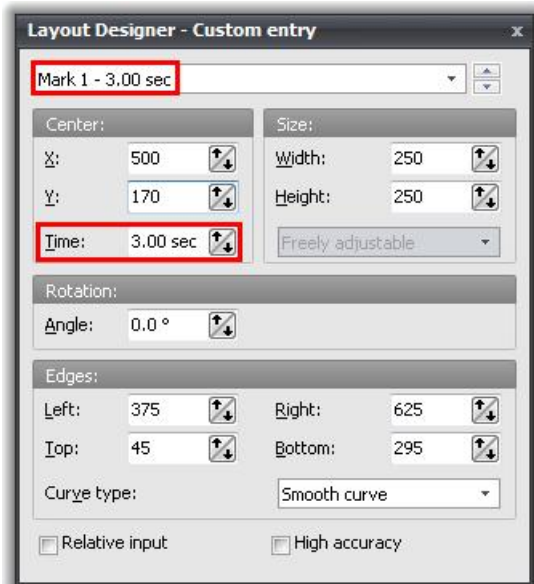 Layout Designer - Custom entry x
Mark 1 - 3.00 sec
Center: Size:
X: 500 Width: 250
Y: 170 Height: 250
Time: 3.00 sec Freely adjustable
Rotation:
Angle: 0.0 °
Edges:
Left: 375 Right: 625
Top: 45 Bottom: 295
Curve type: Smooth curve
Relative input High accuracy